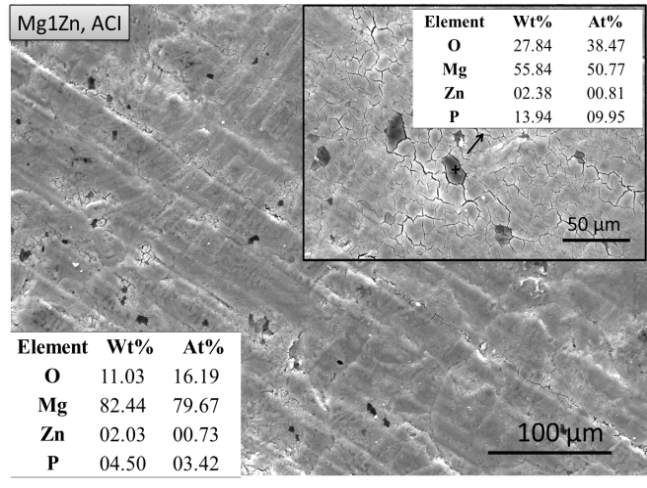 Mg1Zn, ACI
Element Wt% At%
O 27.84 38.47
Mg 55.84 50.77
Zn 02.38 00.81
P 13.94 09.95
50 µm
Element Wt% At%
O 11.03 16.19
Mg 82.44 79.67
Zn 02.03 00.73
P 04.50 03.42
100 µm